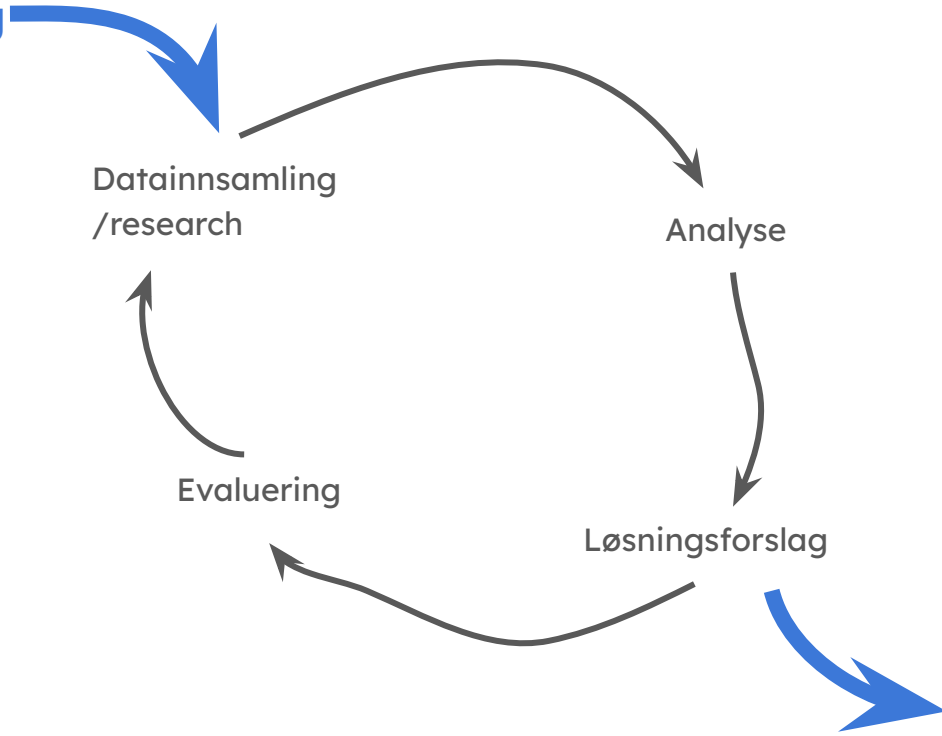 Datainnsamling
/research
Analyse
Evaluering
Løsningsforslag